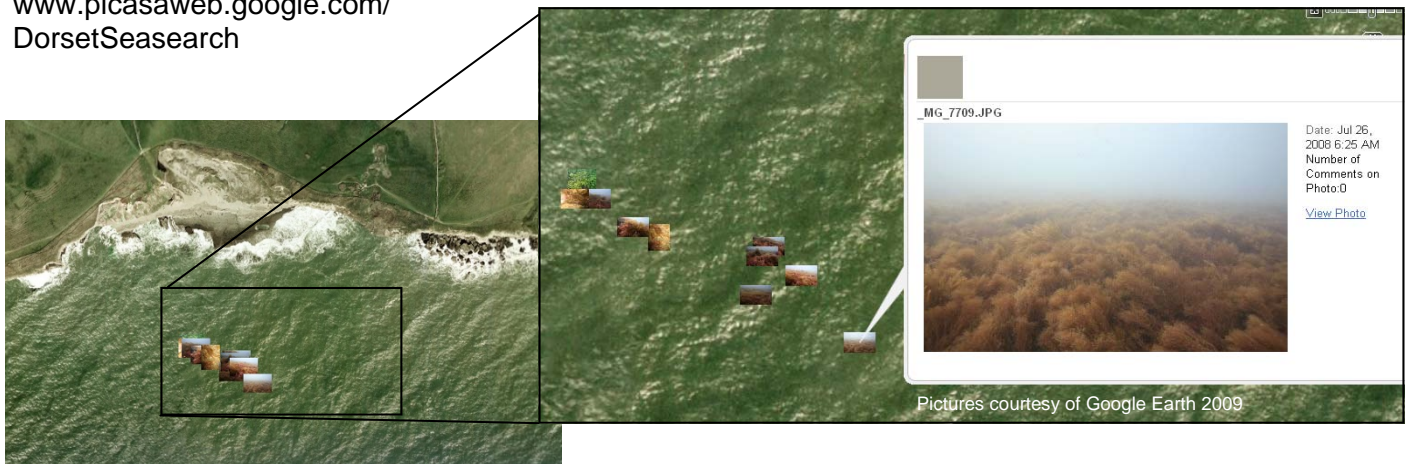 www.picasaweb.google.com/
DorsetSeasearch
_MG_7709.JPG
Date: Jul 26,
2008 6:25 AM
Number of
Comments on
Photo:0
View Photo
Pictures courtesy of Google Earth 2009